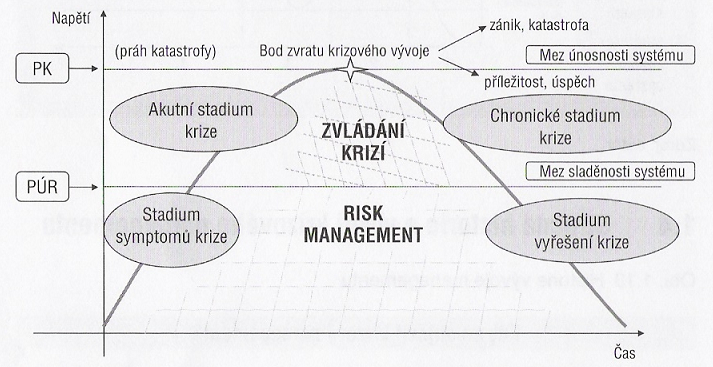 Napětí
zánik, katastrofa
(práh katastrofy)
Bod zvratu krizového vývoje
Mez únosnosti systému
PK
příležitost, úspěch
Akutní stadium
krize
ZVLÁDÁNÍ
KRIZÍ
Chronické stadium
krize
Mez sladěnosti systému
PÚR
Stadium
symptomů krize
RISK
MANAGEMENT
Stadium
vyřešení krize
Čas